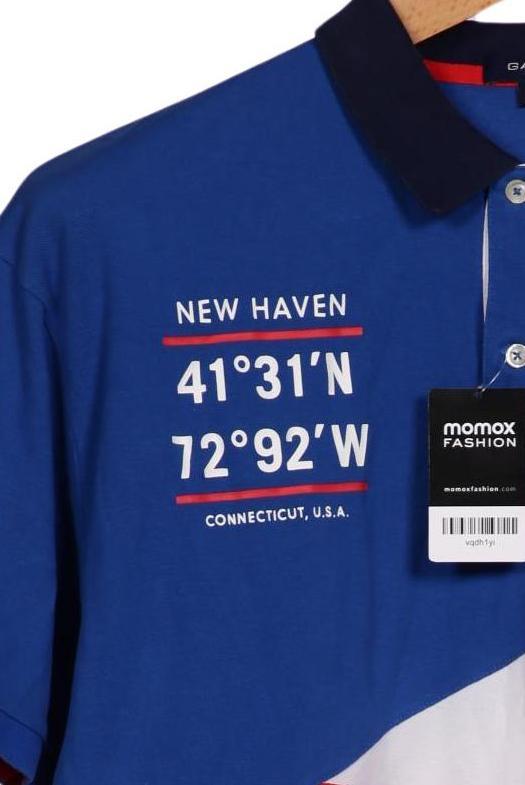 NEW HAVEN
41°31'N
72°92'W
CONNECTICUT, U.S.A.
momox
FASHION
momoxfashion.com
vqdh1yi